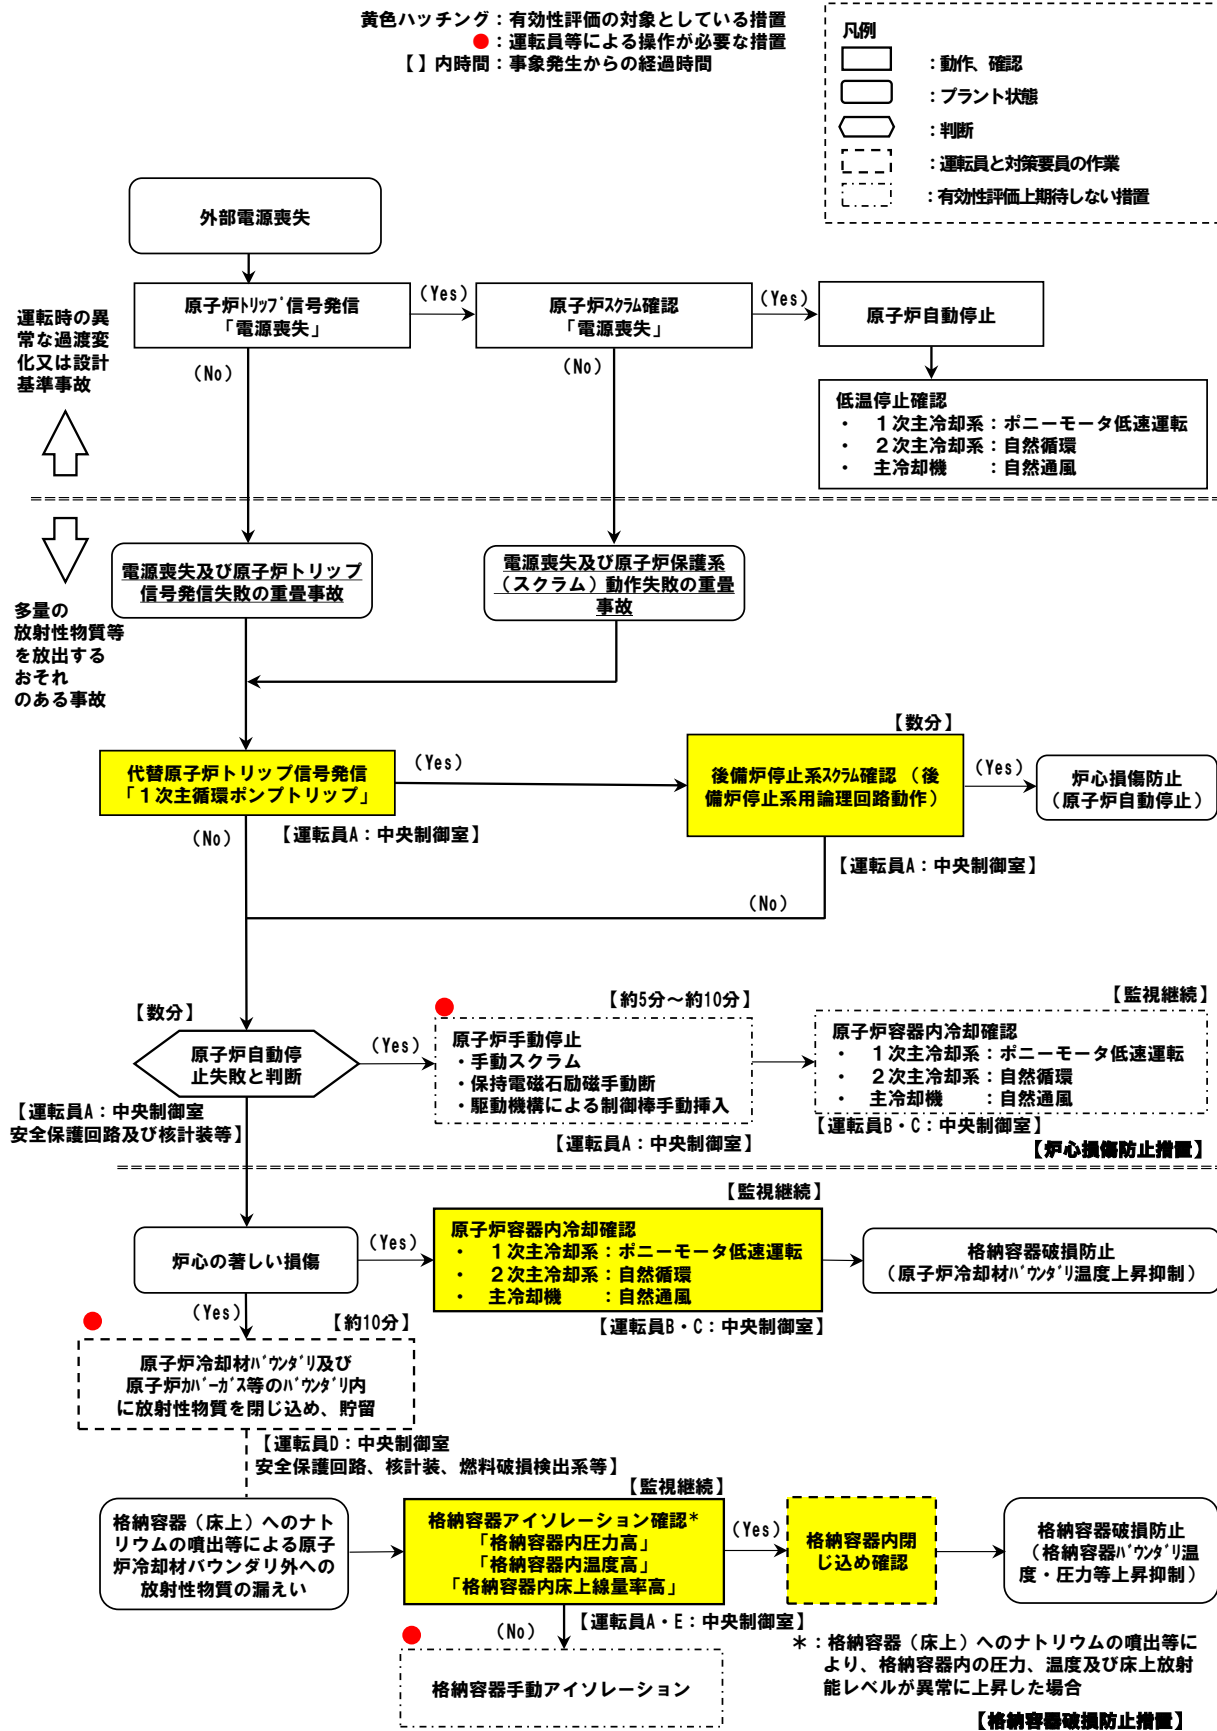 黄色ハッチング：有効性評価の対象としている措置
●：運転員等による操作が必要な措置
【 】内時間：事象発生からの経過時間
凡例
：動作、確認
：プラント状態
：判断
：運転員と対策要員の作業
：有効性評価上期待しない措置
外部電源喪失
原子炉ﾄﾘｯﾌﾟ信号発信
「電源喪失」
(Yes)
原子炉ｽｸﾗﾑ確認
「電源喪失」
(Yes)
原子炉自動停止
運転時の異
常な過渡変
化又は設計
基準事故
(No)
(No)
低温停止確認
・　１次主冷却系：ポニーモータ低速運転
・　２次主冷却系：自然循環
・　主冷却機　　：自然通風
電源喪失及び原子炉トリップ
信号発信失敗の重畳事故
電源喪失及び原子炉保護系
（スクラム）動作失敗の重畳
事故
多量の
放射性物質等
を放出する
おそれ
のある事故
【数分】
代替原子炉トリップ信号発信
「１次主循環ポンプトリップ」
(Yes)
後備炉停止系ｽｸﾗﾑ確認（後
備炉停止系用論理回路動作）
(Yes)
炉心損傷防止
（原子炉自動停止）
(No)
【運転員A：中央制御室】
【運転員A：中央制御室】
(No)
【数分】
【約5分～約10分】
【監視継続】
原子炉自動停
止失敗と判断
(Yes)
原子炉手動停止
・手動スクラム
・保持電磁石励磁手動断
・駆動機構による制御棒手動挿入
原子炉容器内冷却確認
・　１次主冷却系：ポニーモータ低速運転
・　２次主冷却系：自然循環
・　主冷却機　　：自然通風
【運転員A：中央制御室
安全保護回路及び核計装等】
【運転員A：中央制御室】
【運転員B・C：中央制御室】
【炉心損傷防止措置】
【監視継続】
炉心の著しい損傷
(Yes)
原子炉容器内冷却確認
・　１次主冷却系：ポニーモータ低速運転
・　２次主冷却系：自然循環
・　主冷却機　　：自然通風
格納容器破損防止
（原子炉冷却材ﾊﾞｳﾝﾀﾞﾘ温度上昇抑制）
(Yes)
【約10分】
【運転員B・C：中央制御室】
原子炉冷却材ﾊﾞｳﾝﾀﾞﾘ及び
原子炉ｶﾊﾞｰｶﾞｽ等のﾊﾞｳﾝﾀﾞﾘ内
に放射性物質を閉じ込め、貯留
【運転員D：中央制御室
安全保護回路、核計装、燃料破損検出系等】
【監視継続】
格納容器（床上）へのナト
リウムの噴出等による原子
炉冷却材バウンダリ外への
放射性物質の漏えい
格納容器アイソレーション確認＊
「格納容器内圧力高」
「格納容器内温度高」
「格納容器内床上線量率高」
(Yes)
格納容器内閉
じ込め確認
格納容器破損防止
（格納容器ﾊﾞｳﾝﾀﾞﾘ温
度・圧力等上昇抑制）
(No)
【運転員A・E：中央制御室】
格納容器手動アイソレーション
＊：格納容器（床上）へのナトリウムの噴出等に
より、格納容器内の圧力、温度及び床上放射
能レベルが異常に上昇した場合
【格納容器破損防止措置】